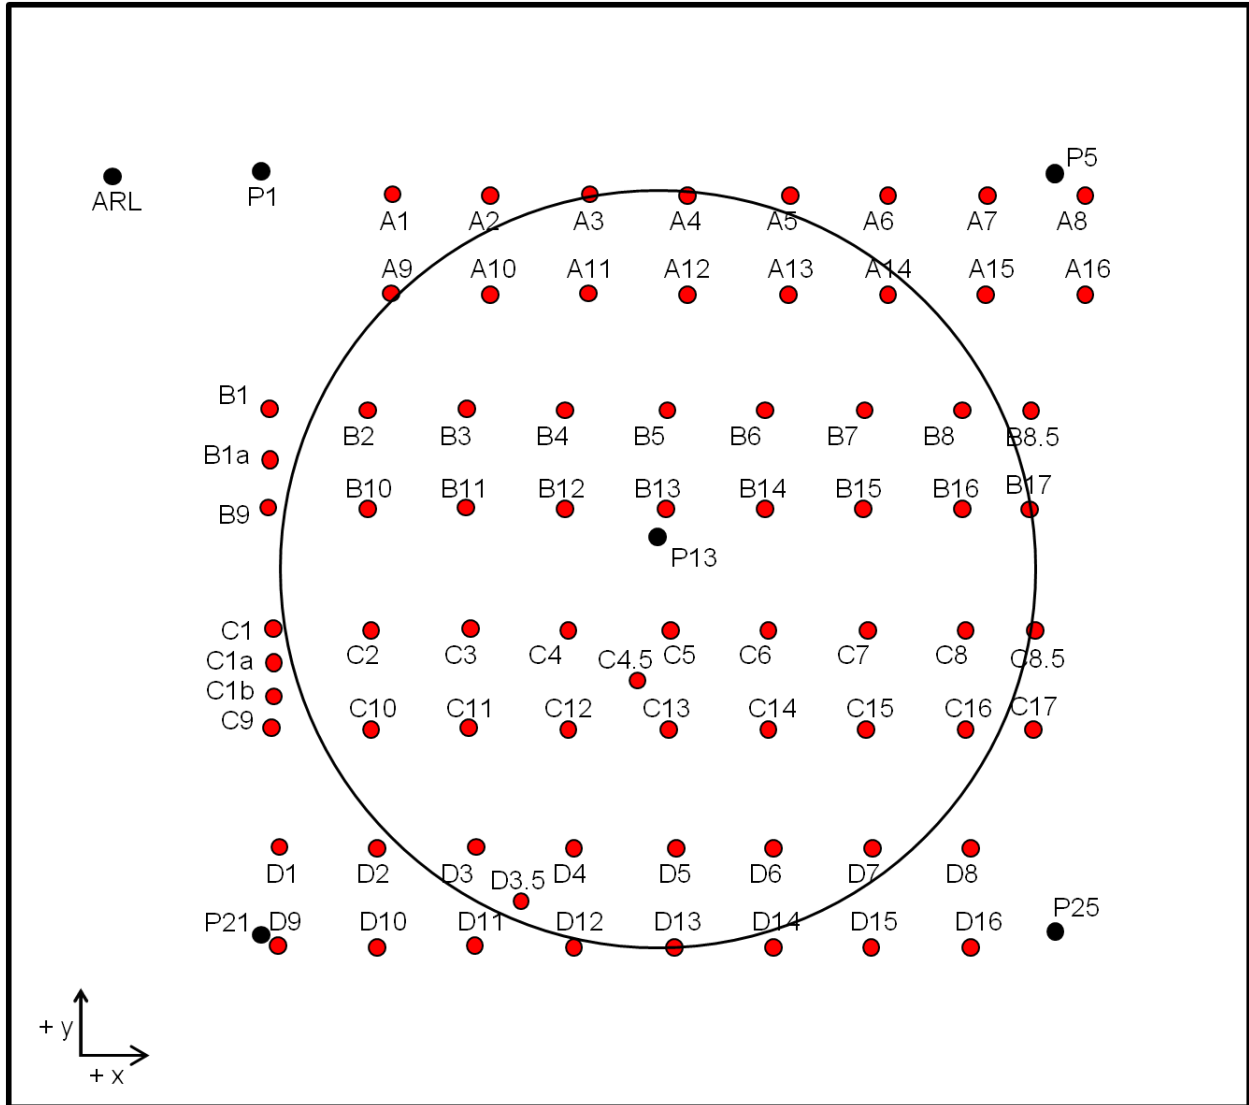 P5
ARL P1
A1 A2 A3 A4 A5 A6 A7 A8
A9 A10 A11 A12 A13 A14 A15 A16
B1
B2 B3 B4 B5 B6 B7 B8 B8.5
B1a
B10 B11 B12 B13 B14 B15 B16 B17
B9
P13
C1
C2 C3 C4 C4.5 C5 C6 C7 C8 C8.5
C1a
C1b
C9 C10 C11 C12 C13 C14 C15 C16 C17
D1 D2 D3 D3.5 D4 D5 D6 D7 D8
P21 D9 D10 D11 D12 D13 D14 D15 D16 P25
+ y
+ x